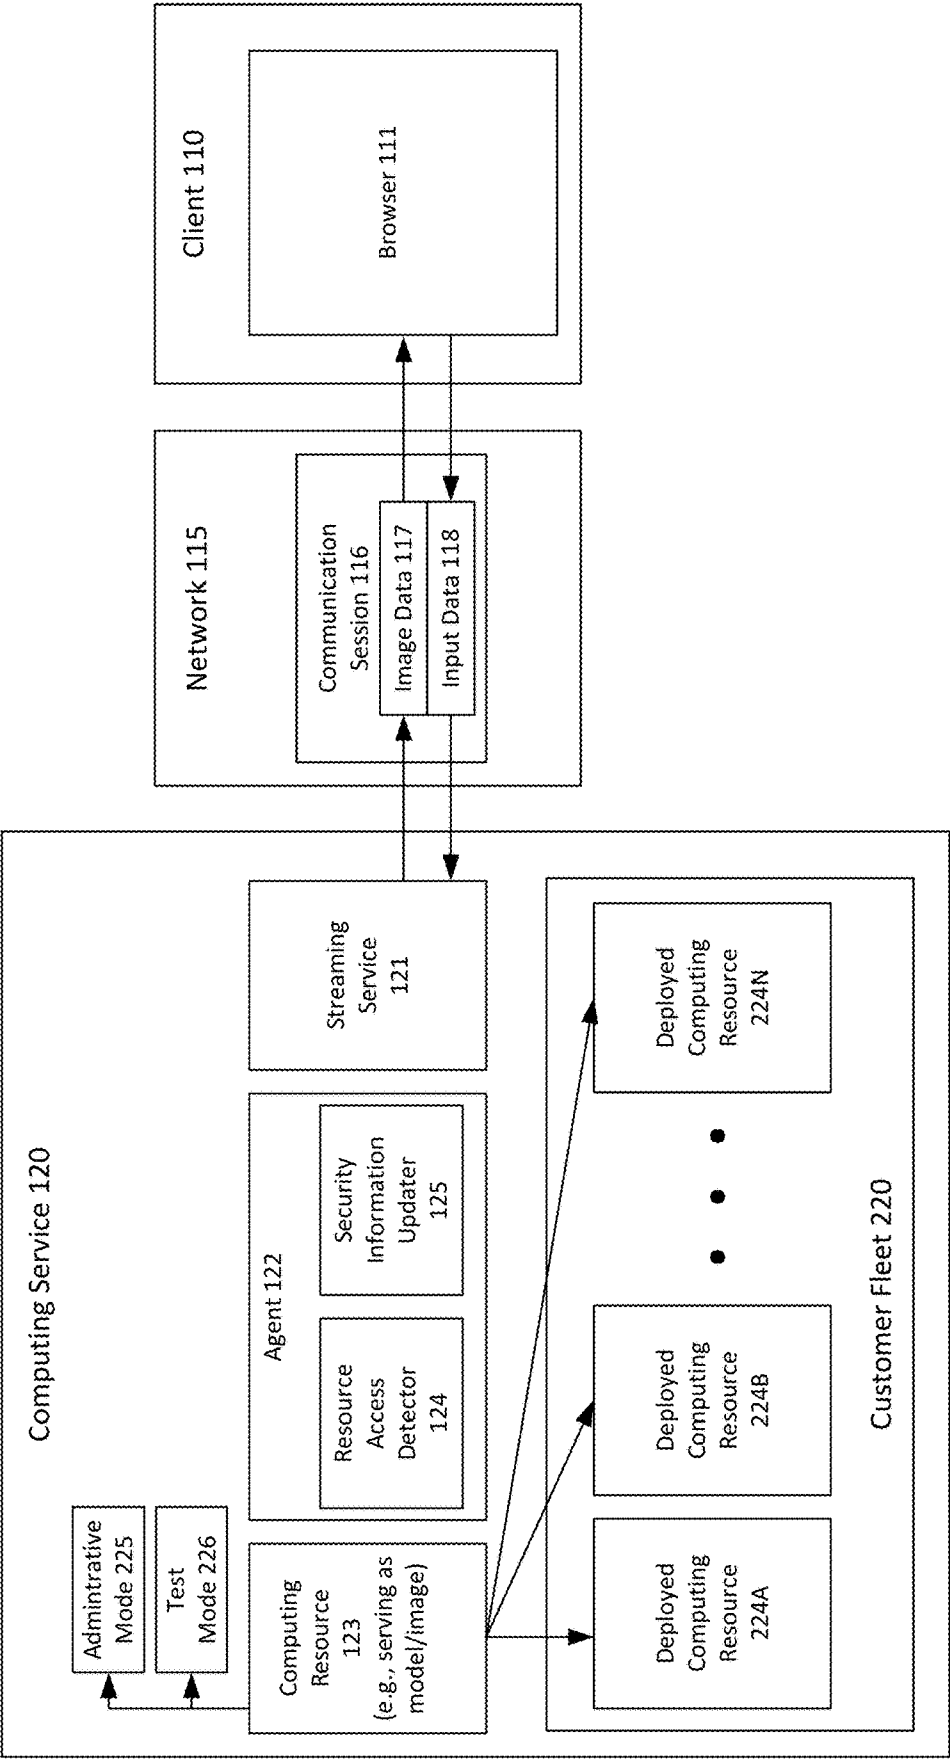 Computing Service 120
Admintrative
Mode 225
Test
Mode 226
Computing
Resource
123
(e.g., serving as
model/image)
Agent 122
Resource
Access
Detector
124
Security
Information
Updater
125
Streaming
Service
121
Deployed
Computing
Resource
224A
Deployed
Computing
Resource
224B
Deployed
Computing
Resource
224N
Customer Fleet 220
Network 115
Communication
Session 116
Image Data 117
Input Data 118
Client 110
Browser 111